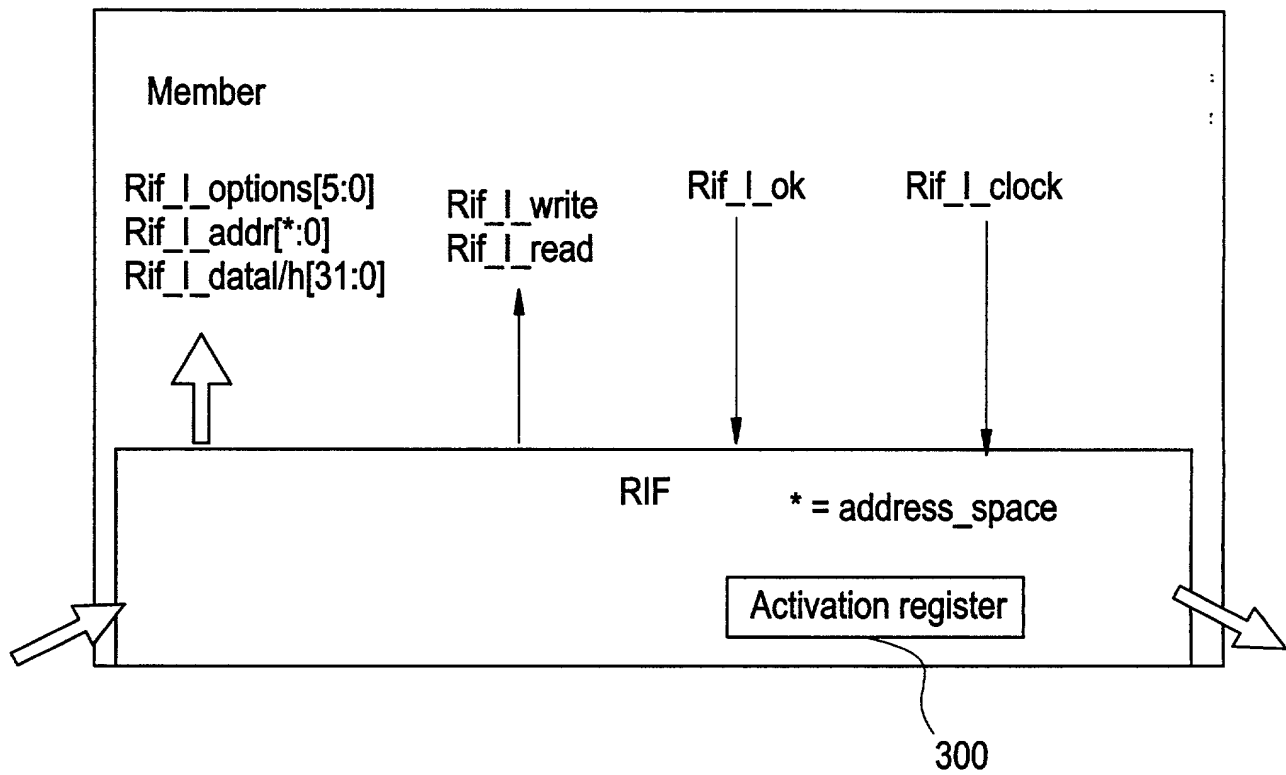 Member
Rif_I_options[5:0]
Rif_I_addr[*:0]
Rif_I_datal/h[31:0]
Rif_I_write
Rif_I_read
Rif_I_ok
Rif_I_clock
RIF
* = address_space
Activation register
300